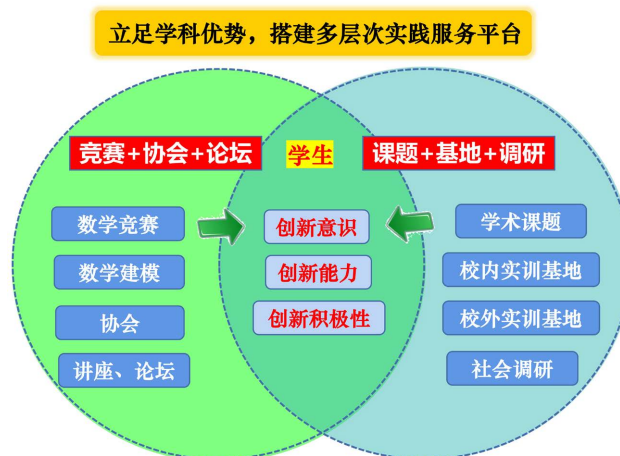 立足学科优势，搭建多层次实践服务平台
竞赛+协会+论坛
学生
课题+基地+调研
数学竞赛
数学建模
协会
讲座、论坛
创新意识
创新能力
创新积极性
学术课题
校内实训基地
校外实训基地
社会调研